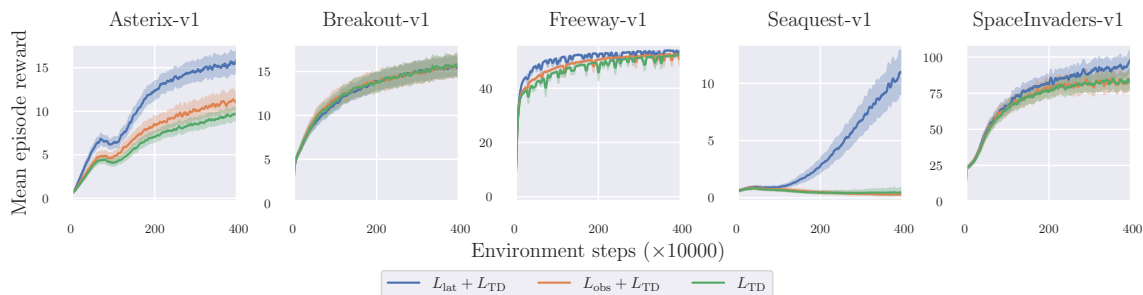 Asterix-v1 Breakout-v1 Freeway-v1 Seaquest-v1 SpaceInvaders-v1
Mean episode reward
15
10
5
0
0 200 400
15
10
5
0
0 200 400
40
20
0
0 200 400
10
5
0
0 200 400
100
75
50
25
0
0 200 400
Environment steps (×10000)
L_lat + L_TD L_obs + L_TD L_TD